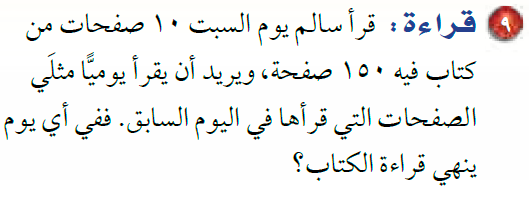 ٩ قراءة: قرأ سالم يوم السبت ١٠ صفحات من
كتاب فيه ١٥٠ صفحة، ويريد أن يقرأ يوميًّا مثلَي
الصفحات التي قرأها في اليوم السابق. ففي أي يوم
ينهي قراءة الكتاب؟